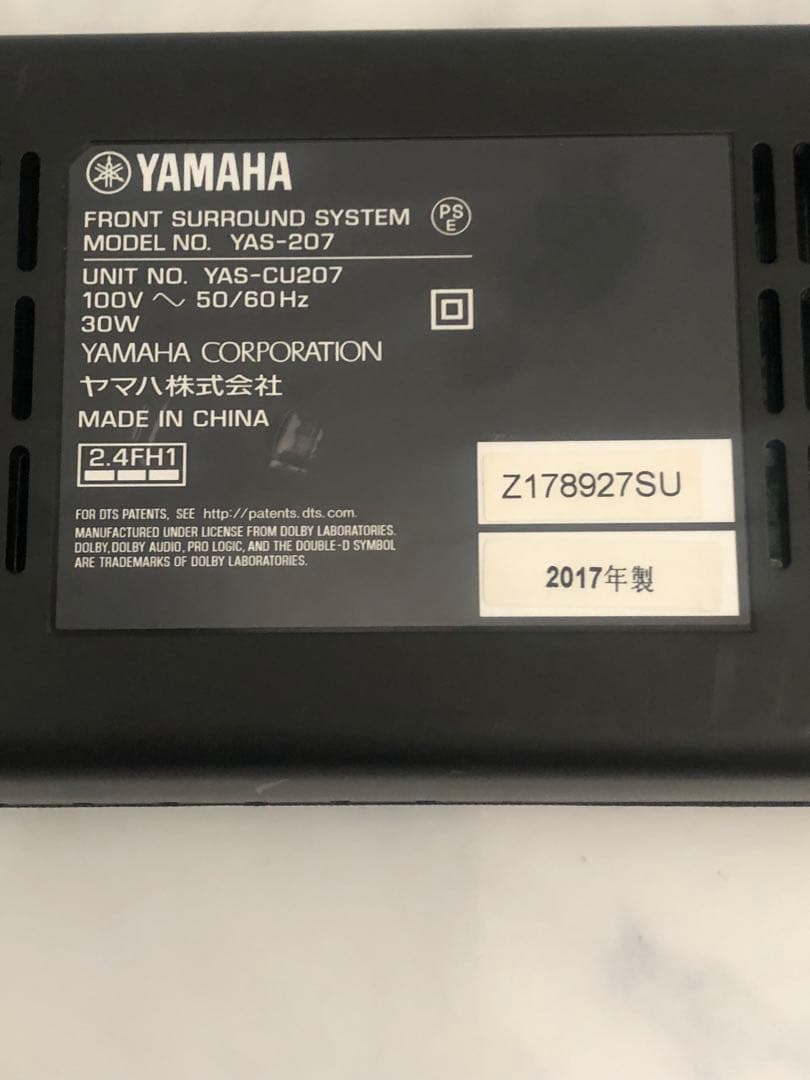 YAMAHA
FRONT SURROUND SYSTEM
PS
E
MODEL NO. YAS-207
UNIT NO. YAS-CU207
100V ~ 50/60Hz
30W
YAMAHA CORPORATION
ヤマハ株式会社
MADE IN CHINA
2.4FH1
FOR DTS PATENTS, SEE http://patents.dts.com.
MANUFACTURED UNDER LICENSE FROM DOLBY LABORATORIES.
DOLBY, DOLBY AUDIO, PRO LOGIC, AND THE DOUBLE-D SYMBOL
ARE TRADEMARKS OF DOLBY LABORATORIES.
Z178927SU
2017年製